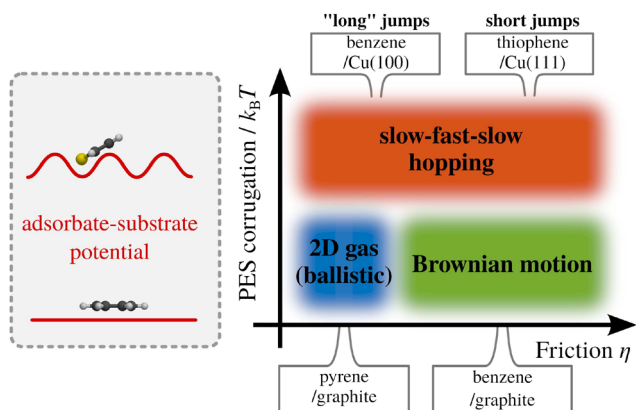 "long" jumps
short jumps
benzene
/Cu(100)
thiophene
/Cu(111)
PES corrugation / k_BT
slow-fast-slow
hopping
adsorbate-substrate
potential
2D gas
(ballistic)
Brownian motion
Friction η
pyrene
/graphite
benzene
/graphite